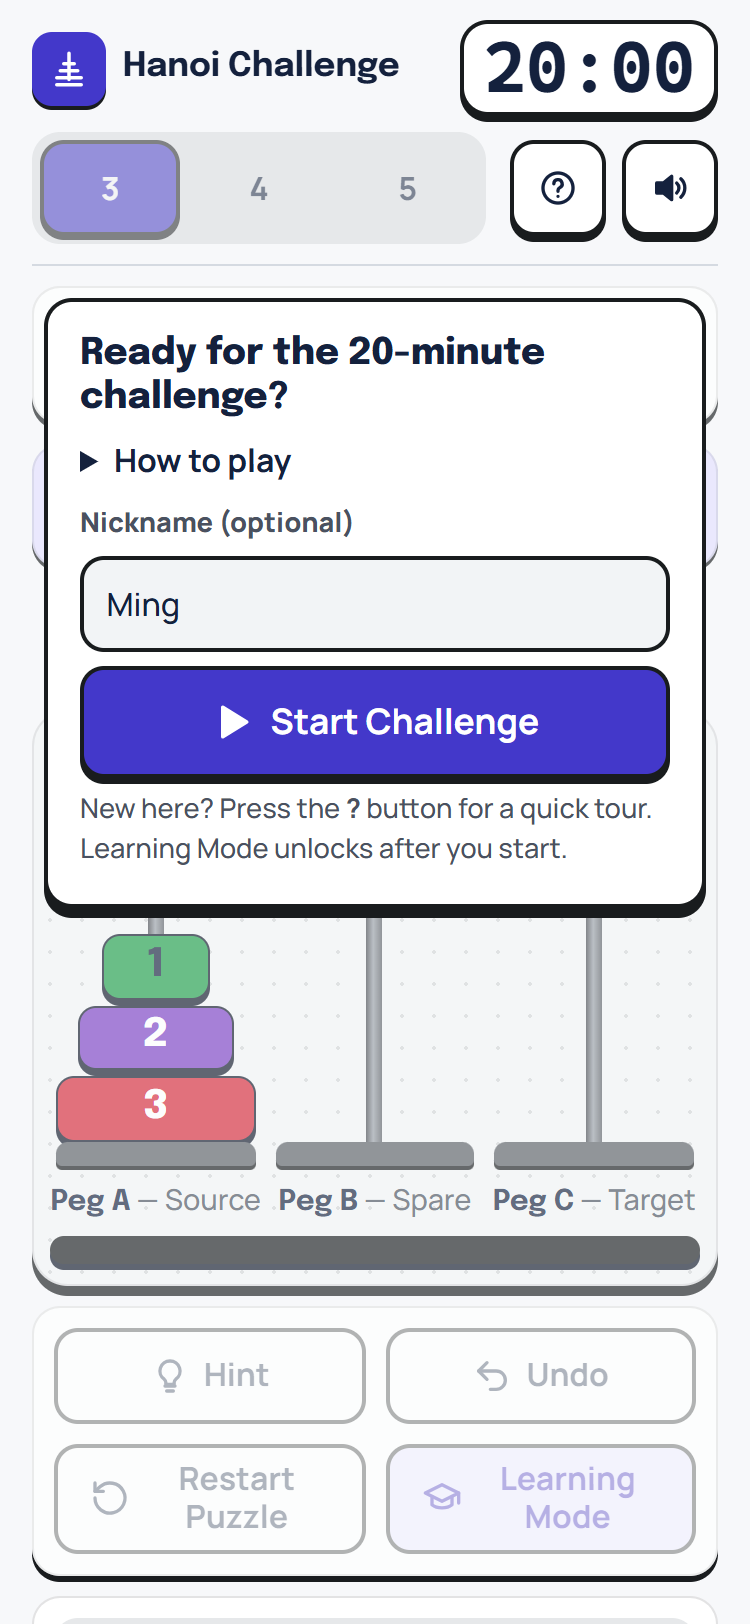 Hanoi Challenge
20:00
3
4
5
Ready for the 20-minute
challenge?
How to play
Nickname (optional)
Ming
Start Challenge
New here? Press the ? button for a quick tour.
Learning Mode unlocks after you start.
1
2
3
Peg A — Source
Peg B — Spare
Peg C — Target
Hint
Undo
Restart
Puzzle
Learning
Mode